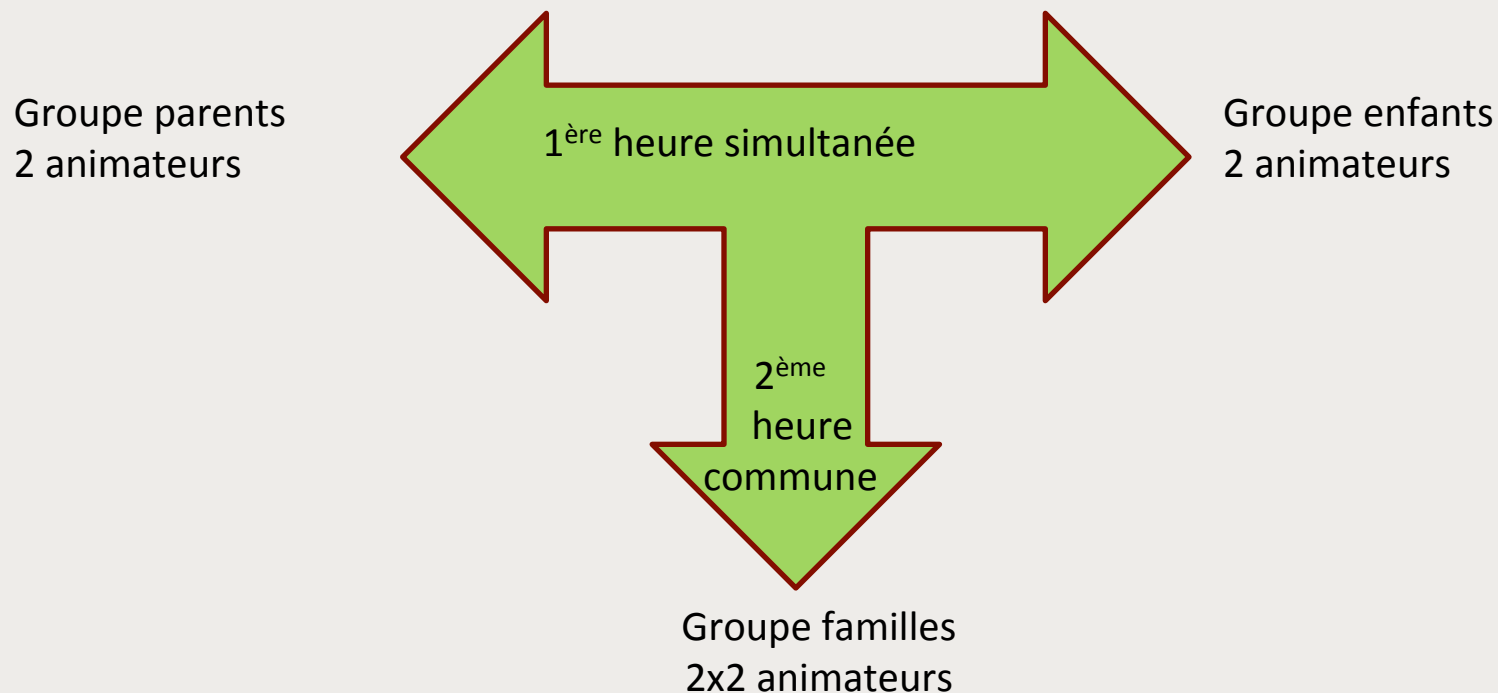 Groupe parents
2 animateurs
1ère heure simultanée
Groupe enfants
2 animateurs
2ème
heure
commune
Groupe familles
2x2 animateurs